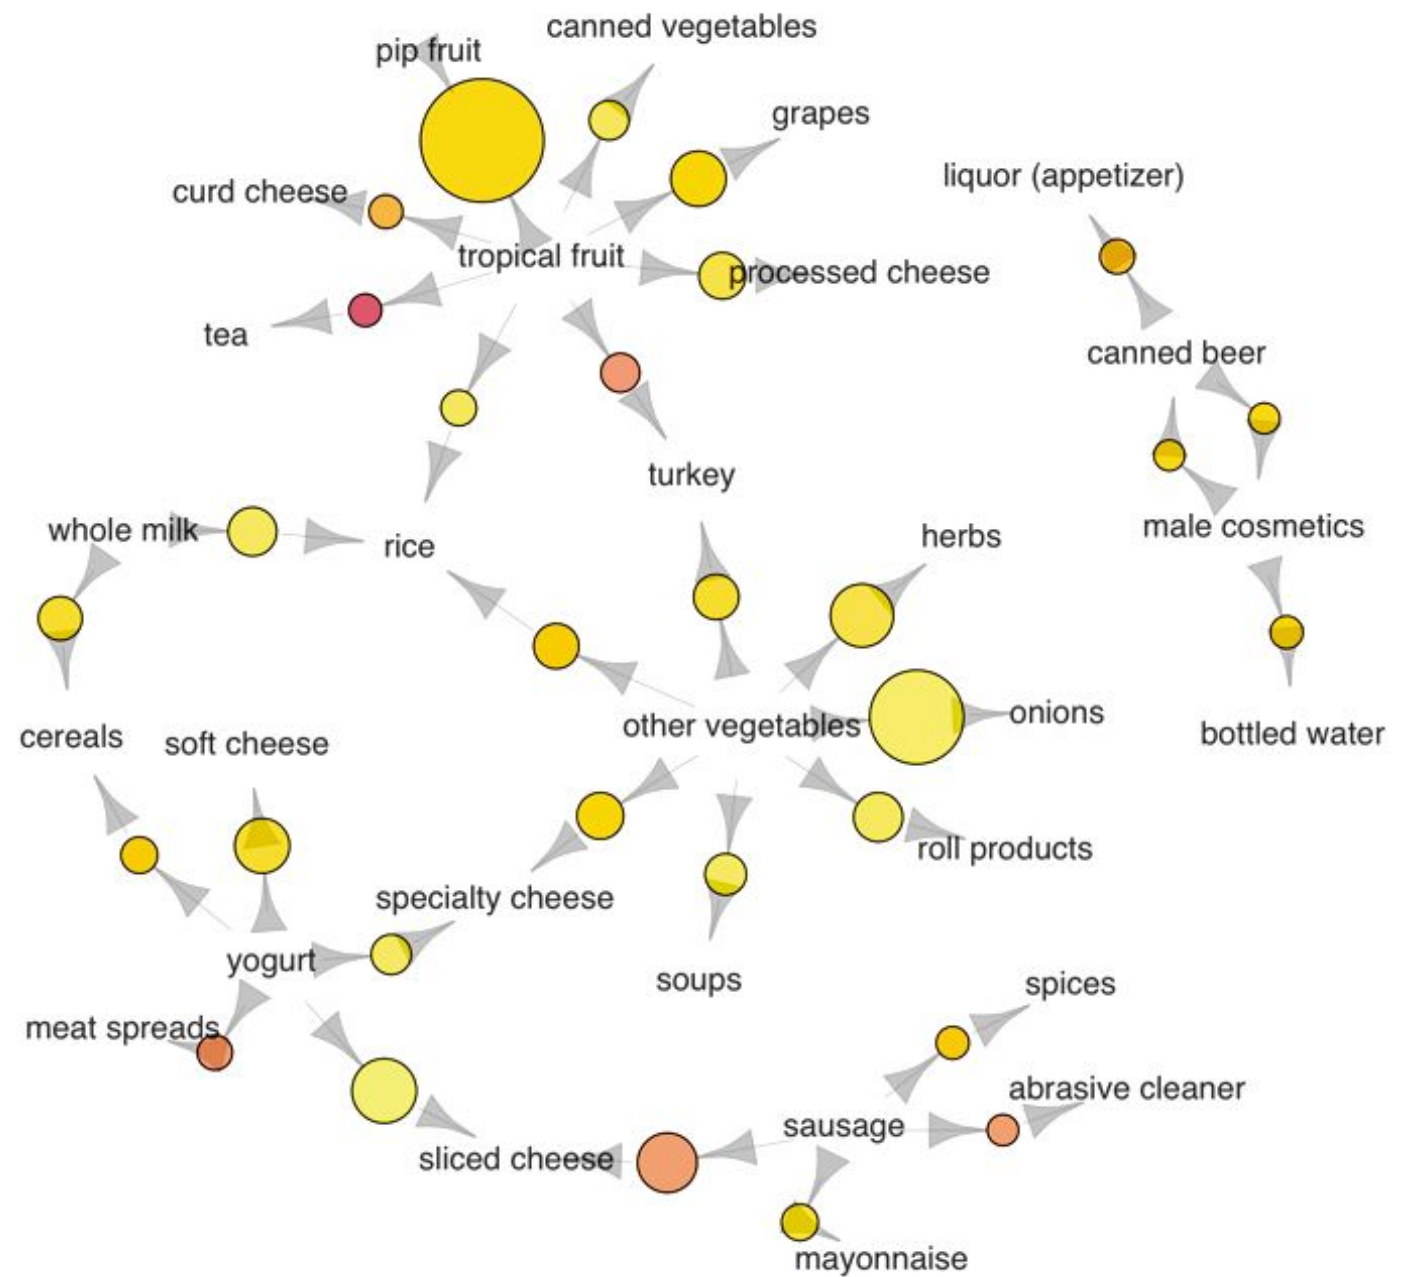 canned vegetables
pip fruit
grapes
liquor (appetizer)
curd cheese
tropical fruit
processed cheese
tea
canned beer
turkey
whole milk
rice
herbs
male cosmetics
cereals
soft cheese
other vegetables
onions
bottled water
roll products
specialty cheese
yogurt
soups
spices
meat spreads
abrasive cleaner
sausage
sliced cheese
mayonnaise